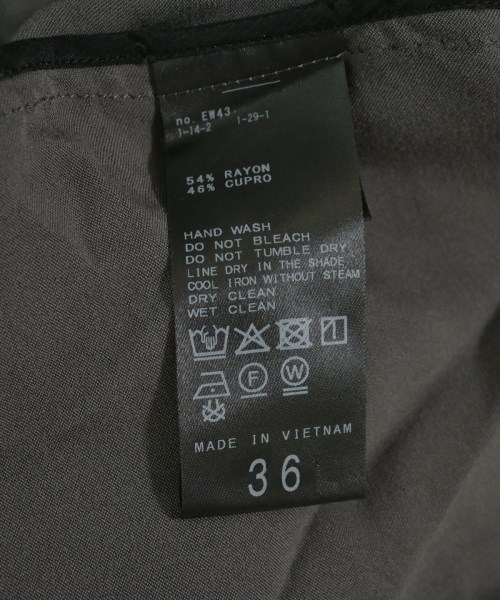 no. EW43
1-14-2 1-29-1
54% RAYON
46% CUPRO
HAND WASH
DO NOT BLEACH
DO NOT TUMBLE DRY
LINE DRY IN THE SHADE
COOL IRON WITHOUT STEAM
DRY CLEAN
WET CLEAN
F W
MADE IN VIETNAM
36